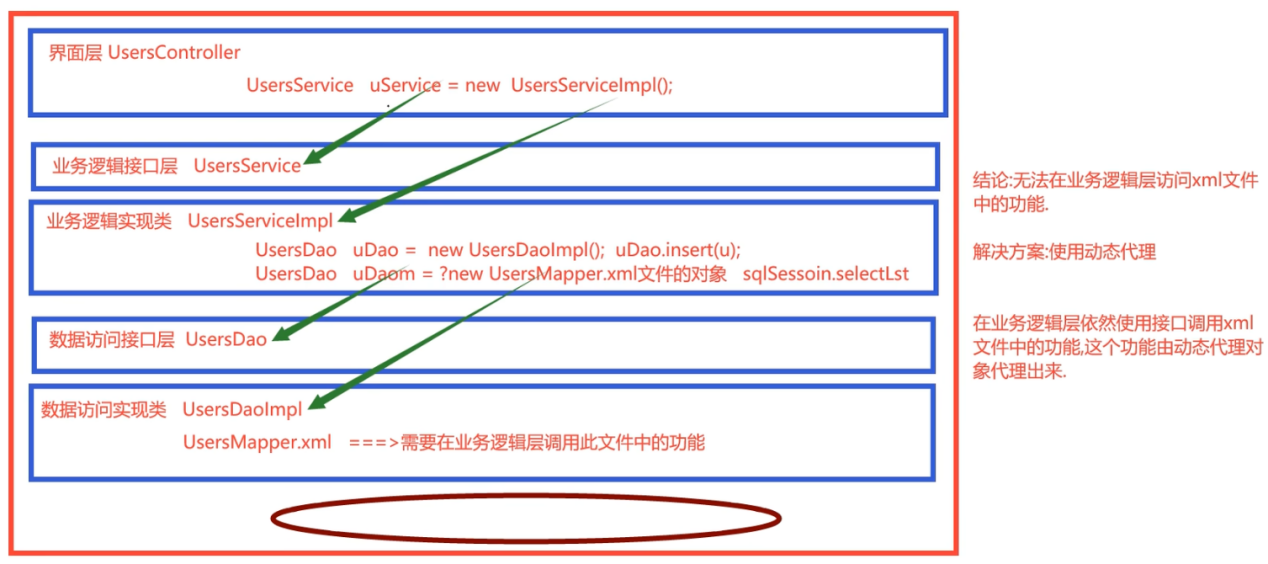 界面层 UsersController
UsersService uService = new UsersServiceImpl();
业务逻辑接口层 UsersService
业务逻辑实现类 UsersServiceImpl
UsersDao uDao = new UsersDaoImpl(); uDao.insert(u);
UsersDao uDaom = ?new UsersMapper.xml文件的对象 sqlSessoin.selectLst
数据访问接口层 UsersDao
数据访问实现类 UsersDaoImpl
UsersMapper.xml ===>需要在业务逻辑层调用此文件中的功能
结论:无法在业务逻辑层访问xml文件
中的功能.
解决方案:使用动态代理
在业务逻辑层依然使用接口调用xml
文件中的功能,这个功能由动态代理对
象代理出来.